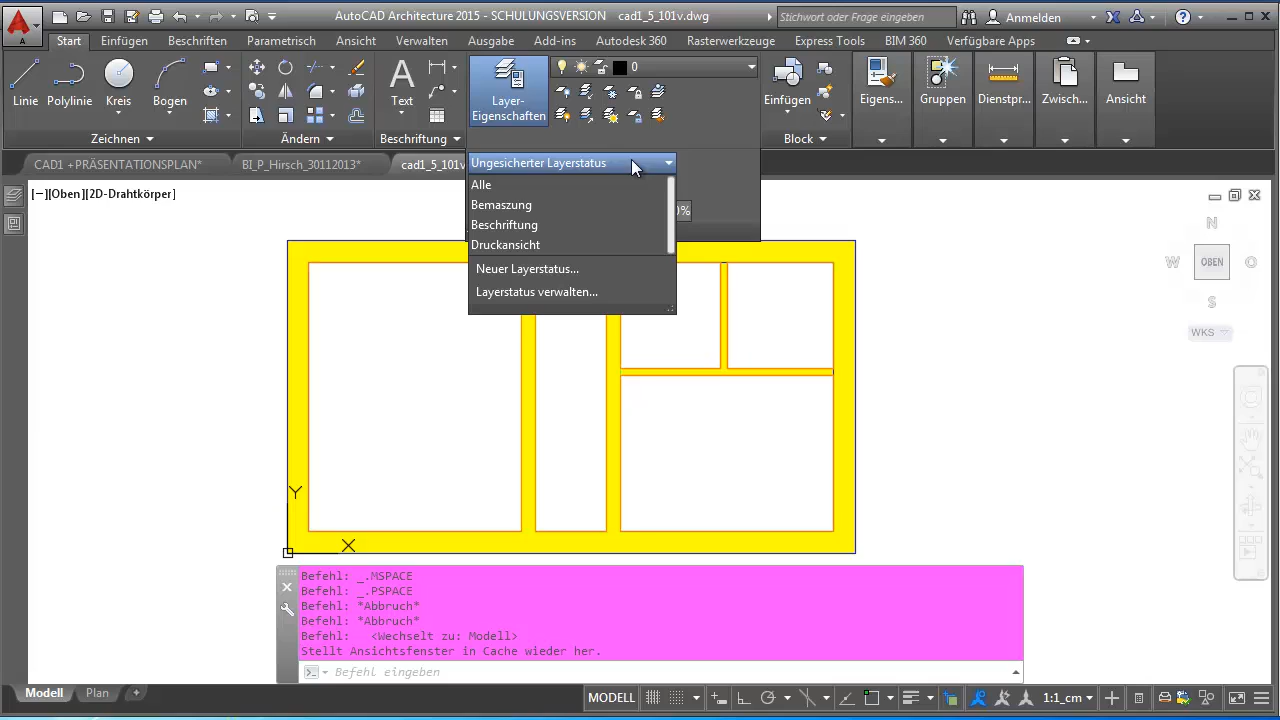 AutoCAD Architecture 2015 - SCHULUNGSVERSION cad1_5_101v.dwg
Stichwort oder Frage eingeben
Anmelden
Start Einfügen Beschriften Parametrisch Ansicht Verwalten Ausgabe Add-ins Autodesk 360 Rasterwerkzeuge Express Tools BIM 360 Verfügbare Apps
0
Linie Polylinie Kreis Bogen
Text
Layer-
Eigenschaften
Einfügen
Eigens... Gruppen Dienstpr... Zwisch... Ansicht
Zeichnen Ändern Beschriftung Block
CAD1 +PRÄSENTATIONSPLAN* BI_P_Hirsch_30112013* cad1_5_101v
Ungesicherter Layerstatus
Alle
Bemaszung
Beschriftung
Druckansicht
Neuer Layerstatus...
Layerstatus verwalten...
0%
[−][Oben][2D-Drahtkörper]
N
W OBEN O
S
WKS
Y
X
Befehl: _.MSPACE
Befehl: _.PSPACE
Befehl: *Abbruch*
Befehl: *Abbruch*
Befehl: <Wechselt zu: Modell>
Stellt Ansichtsfenster in Cache wieder her.
Befehl eingeben
Modell Plan
MODELL
1:1_cm